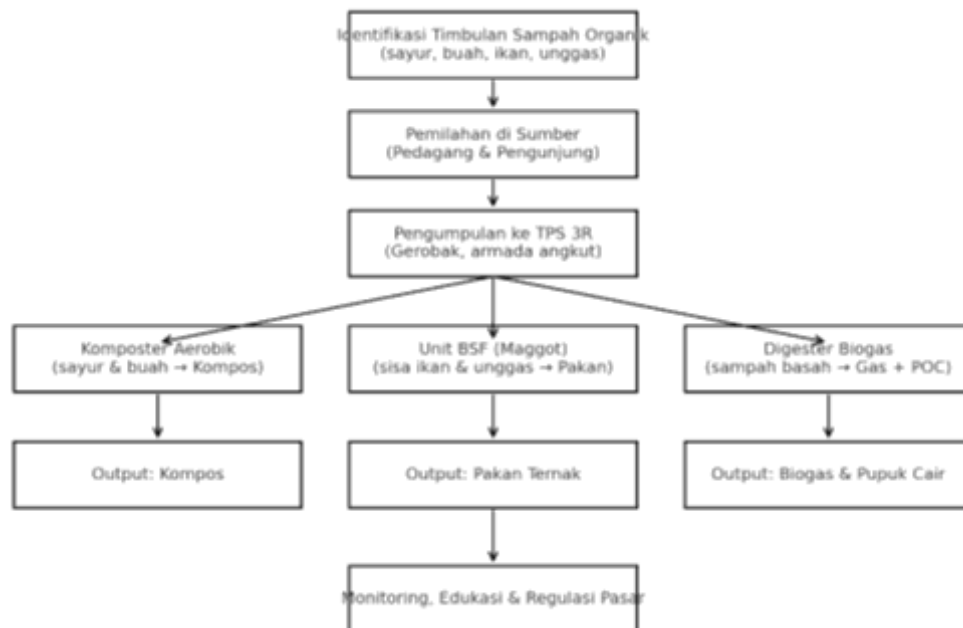 Identifikasi Timbulan Sampah Organik
(sayur, buah, ikan, unggas)
Pemilahan di Sumber
(Pedagang & Pengunjung)
Pengumpulan ke TPS 3R
(Gerobak, armada angkut)
Komposter Aerobik
(sayur & buah → Kompos)
Unit BSF (Maggot)
(sisa ikan & unggas → Pakan)
Digester Biogas
(sampah basah → Gas + POC)
Output: Kompos
Output: Pakan Ternak
Output: Biogas & Pupuk Cair
Monitoring, Edukasi & Regulasi Pasar